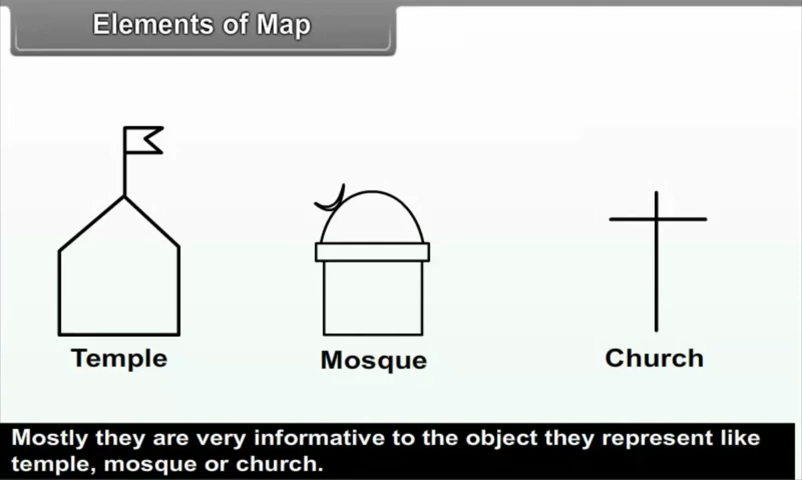 Elements of Map
Temple
Mosque
Church
Mostly they are very informative to the object they represent like
temple, mosque or church.